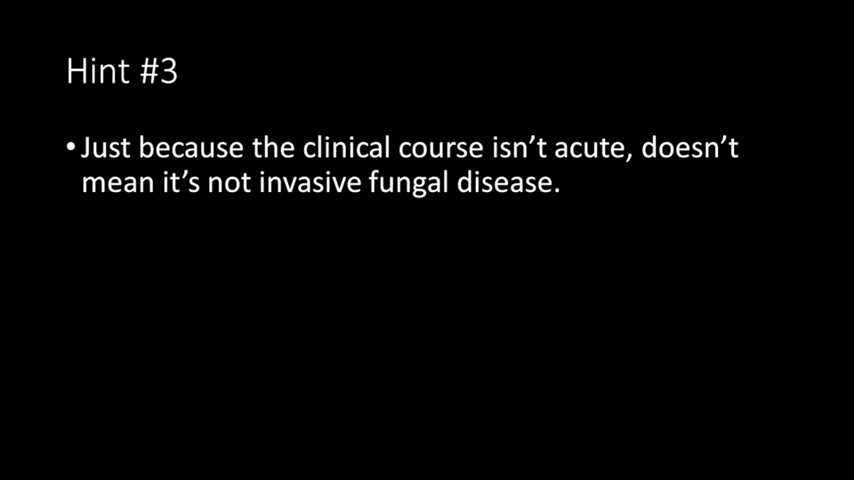 Hint #3
•Just because the clinical course isn’t acute, doesn’t
mean it’s not invasive fungal disease.